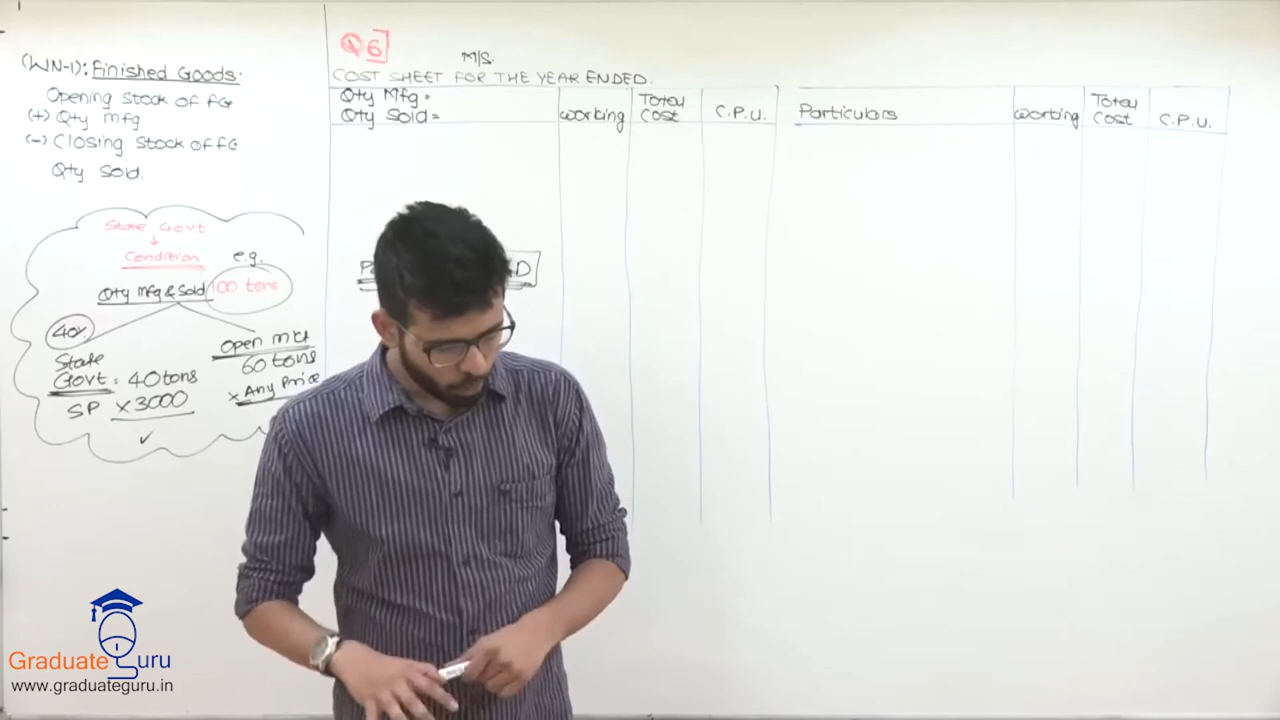 (WN-1): Finished Goods:
Opening Stock of FG
(+) Qty mfg
(-) Closing Stock of FG
Qty Sold.
State Govt
Condition
e.g.
Qty Mfg & Sold 100 tons
40%
State
Govt = 40 tons
SP × 3000
Open mkt
60 tons
× Any Price
Q6]
M/S.
COST SHEET FOR THE YEAR ENDED.
Qty Mfg =
Qty Sold =
Working
Total
Cost
C.P.U.
Particulars
Working
Total
Cost
C.P.U.
Graduate Guru
www.graduateguru.in